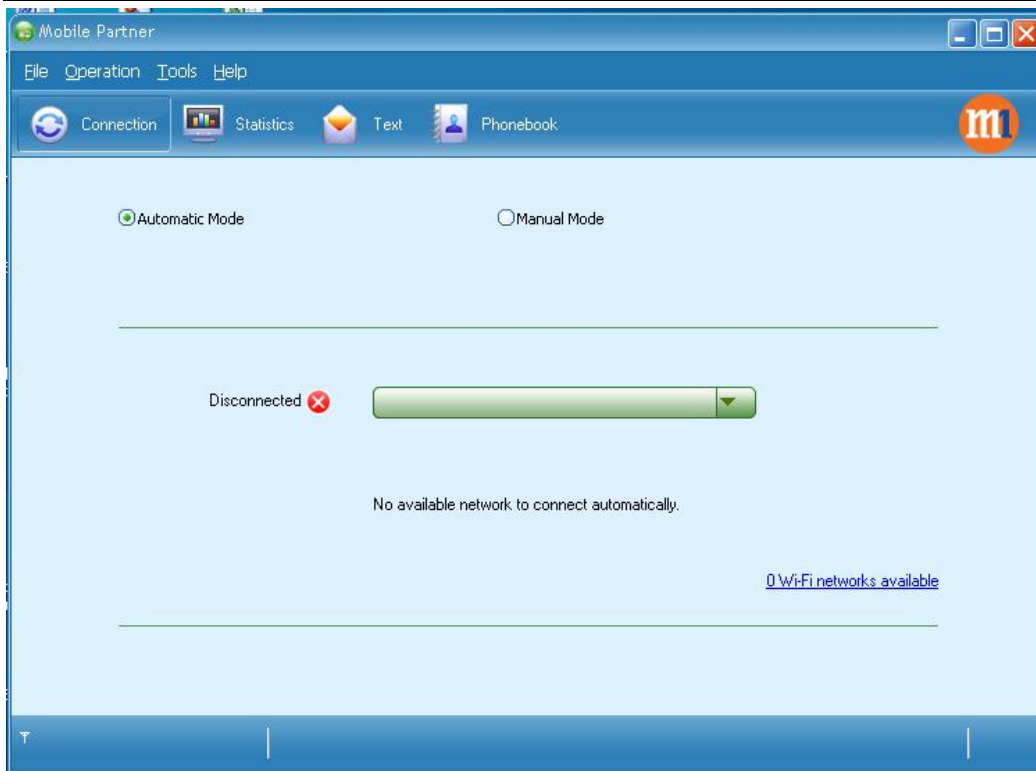 Mobile Partner
File Operation Tools Help
Connection Statistics Text Phonebook m1
Automatic Mode Manual Mode
Disconnected
No available network to connect automatically.
0 Wi-Fi networks available